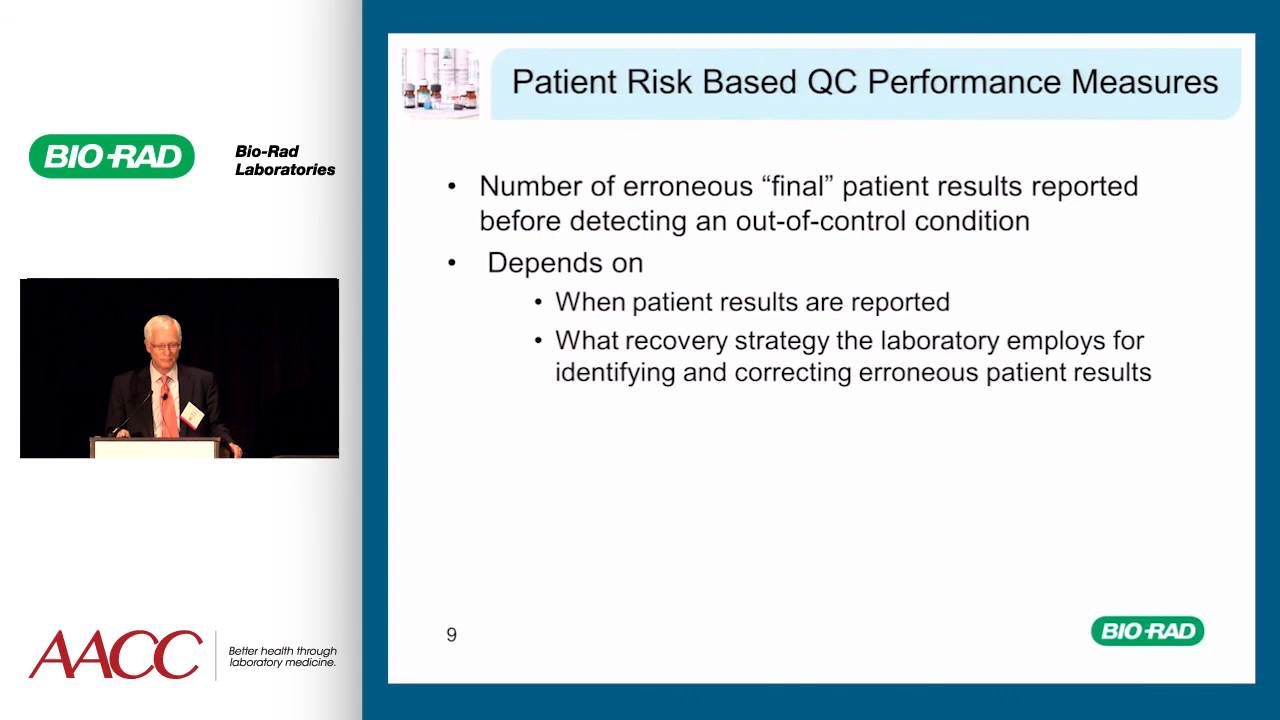 BIO-RAD
Bio-Rad
Laboratories
AACC
Better health through
laboratory medicine.
Patient Risk Based QC Performance Measures
• Number of erroneous “final” patient results reported
before detecting an out-of-control condition
• Depends on
• When patient results are reported
• What recovery strategy the laboratory employs for
identifying and correcting erroneous patient results
9
BIO-RAD